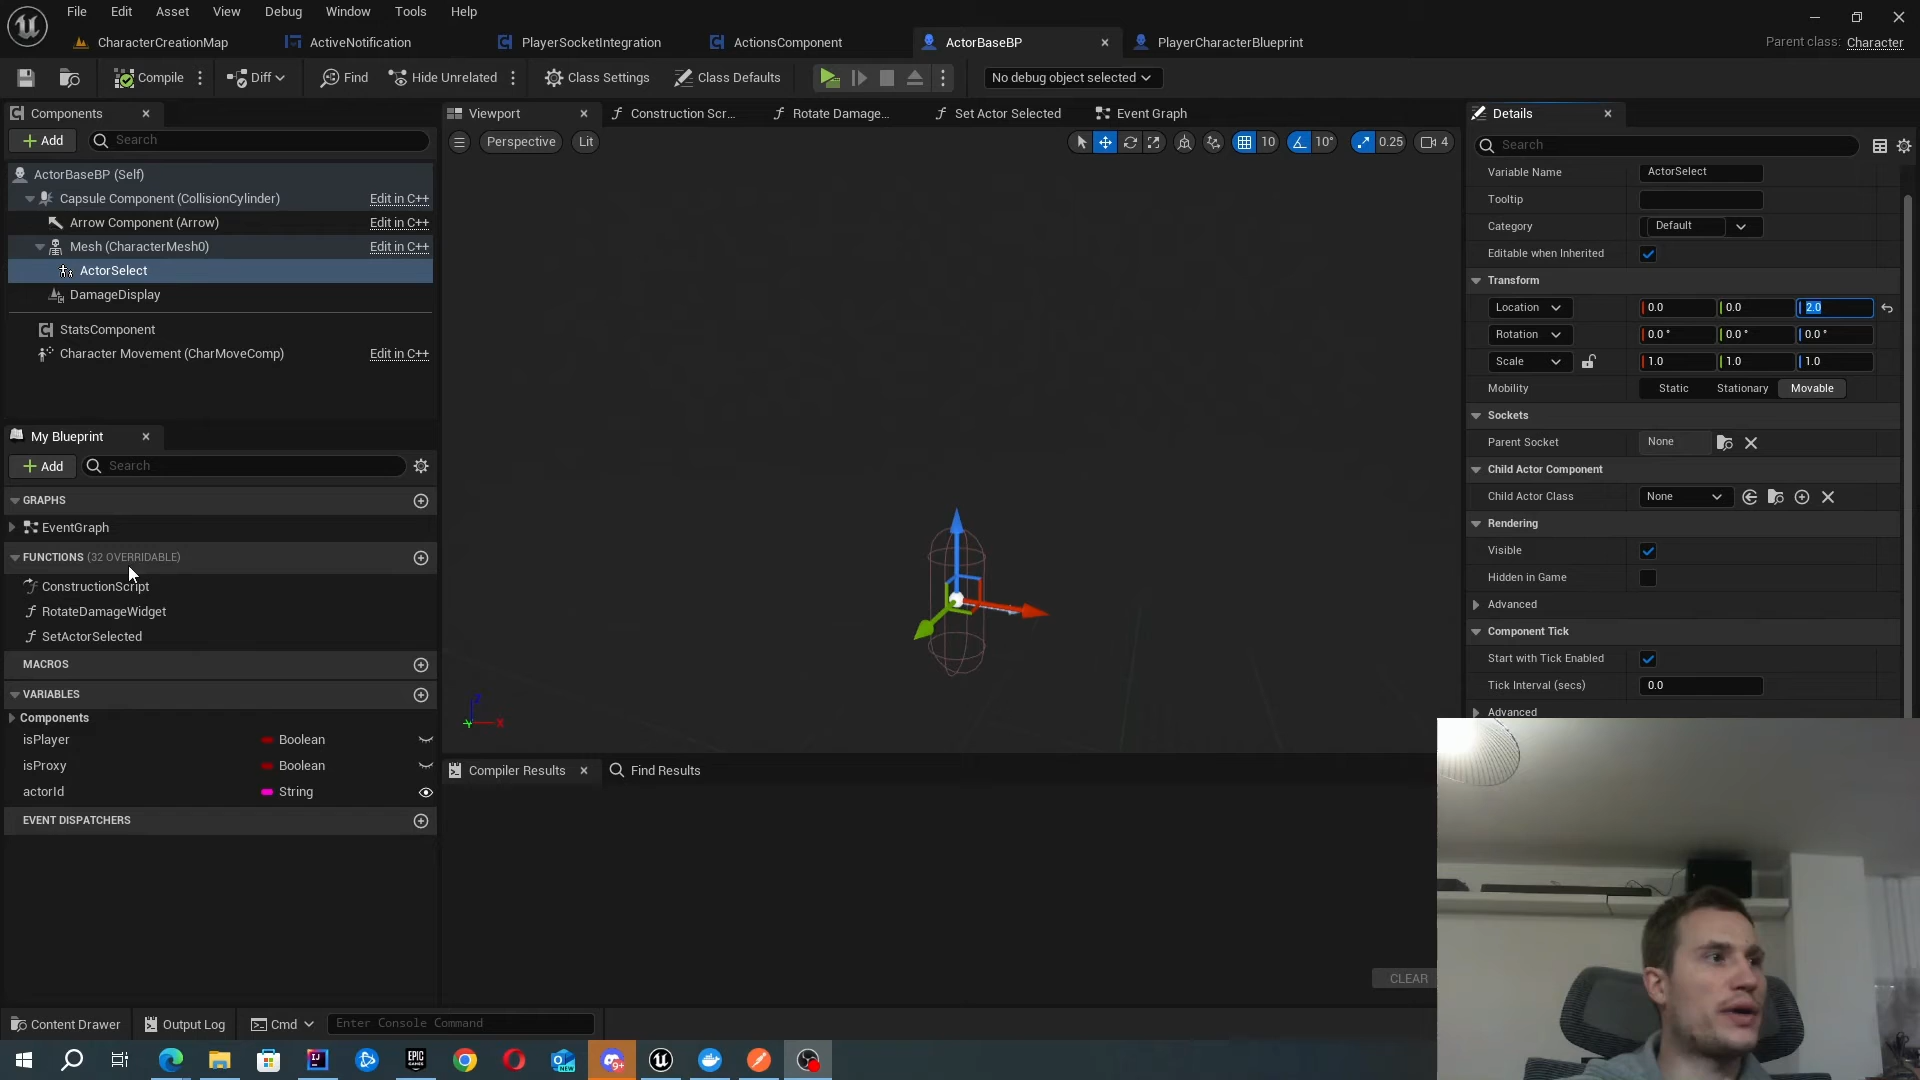 File Edit Asset View Debug Window Tools Help
CharacterCreationMap ActiveNotification PlayerSocketIntegration ActionsComponent ActorBaseBP PlayerCharacterBlueprint Parent class: Character
Compile Diff Find Hide Unrelated Class Settings Class Defaults No debug object selected
Components
Add Search
ActorBaseBP (Self)
Capsule Component (CollisionCylinder) Edit in C++
Arrow Component (Arrow) Edit in C++
Mesh (CharacterMesh0) Edit in C++
ActorSelect
DamageDisplay
StatsComponent
Character Movement (CharMoveComp) Edit in C++
My Blueprint
Add Search
GRAPHS
EventGraph
FUNCTIONS (32 OVERRIDABLE)
ConstructionScript
RotateDamageWidget
SetActorSelected
MACROS
VARIABLES
Components
isPlayer Boolean
isProxy Boolean
actorId String
EVENT DISPATCHERS
Viewport Construction Scr... Rotate Damage... Set Actor Selected Event Graph
Perspective Lit 10 10° 0.25 4
Z X
Compiler Results Find Results
CLEAR
Details
Search
Variable Name ActorSelect
Tooltip
Category Default
Editable when Inherited
Transform
Location 0.0 0.0 2.0
Rotation 0.0 ° 0.0 ° 0.0 °
Scale 1.0 1.0 1.0
Mobility Static Stationary Movable
Sockets
Parent Socket None
Child Actor Component
Child Actor Class None
Rendering
Visible
Hidden in Game
Advanced
Component Tick
Start with Tick Enabled
Tick Interval (secs) 0.0
Advanced
Content Drawer Output Log Cmd Enter Console Command
EPIC GAMES NEW 9+